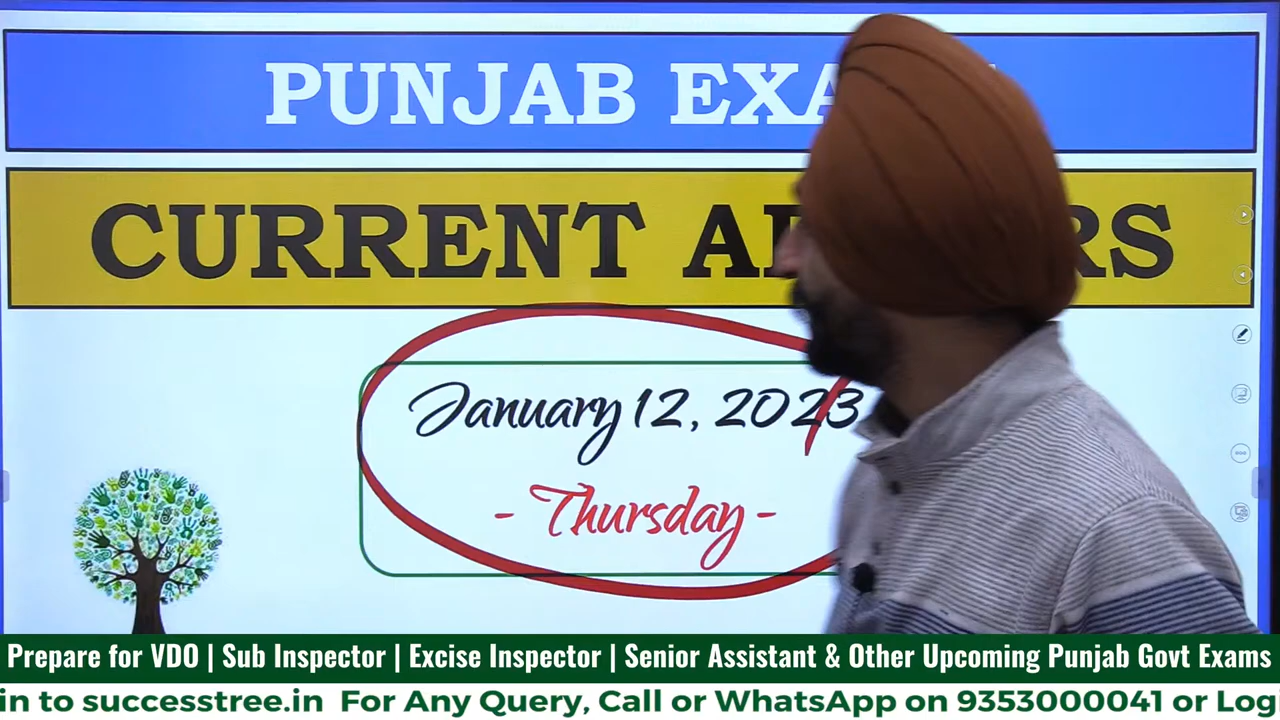 PUNJAB EXA
CURRENT A RS
January 12, 2023
- Thursday -
Prepare for VDO | Sub Inspector | Excise Inspector | Senior Assistant & Other Upcoming Punjab Govt Exams
in to successtree.in For Any Query, Call or WhatsApp on 9353000041 or Logi